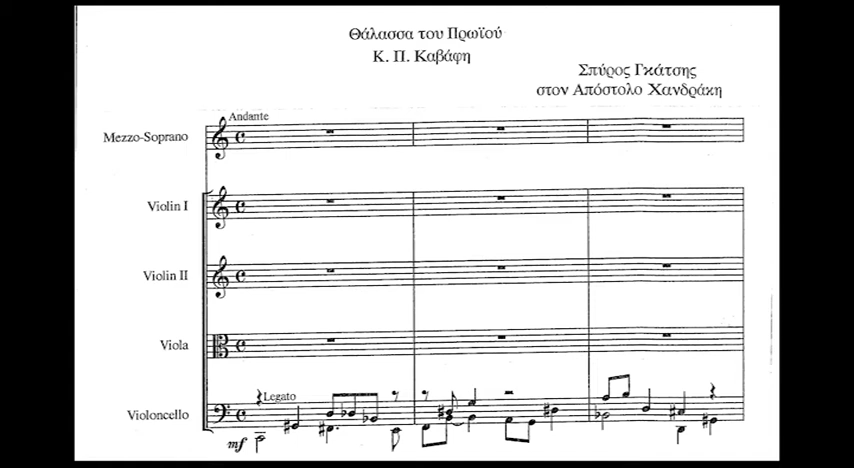 Θάλασσα του Πρωϊού
Κ. Π. Καβάφη
Σπύρος Γκάτσης
στον Απόστολο Χανδράκη
Andante
Mezzo-Soprano
Violin I
Violin II
Viola
Legato
Violoncello
mf